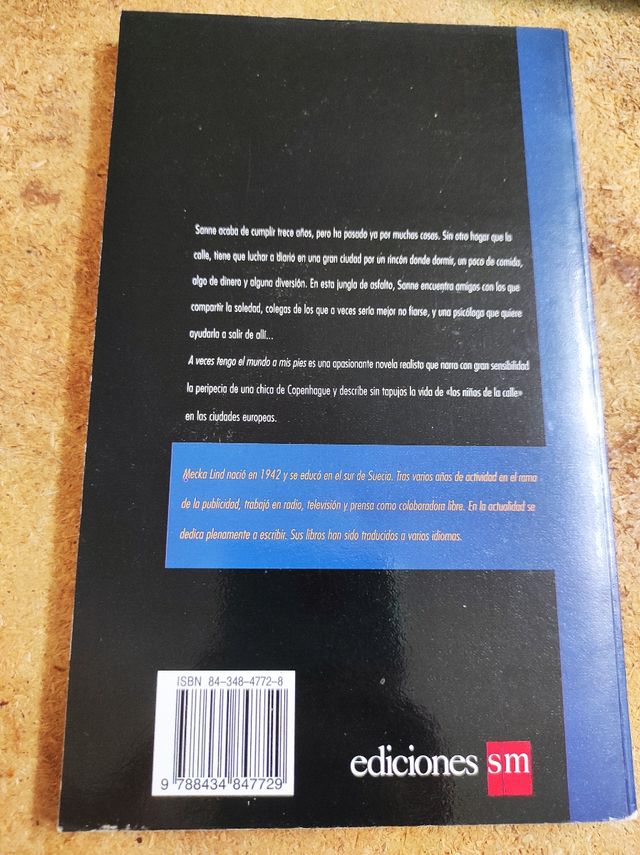 Sanne acaba de cumplir trece años, pero ha pasado ya por muchas cosas. Sin otro hogar que la
calle, tiene que luchar a diario en una gran ciudad por un rincón donde dormir, un poco de comida,
algo de dinero y alguna diversión. En esta jungla de asfalto, Sanne encuentra amigos con los que
compartir la soledad, colegas de los que a veces sería mejor no fiarse, y una psicóloga que quiere
ayudarla a salir de allí...
A veces tengo el mundo a mis pies es una apasionante novela realista que narra con gran sensibilidad
la peripecia de una chica de Copenhague y describe sin tapujos la vida de «los niños de la calle»
en las ciudades europeas.
Mecka Lind nació en 1942 y se educó en el sur de Suecia. Tras varios años de actividad en el ramo
de la publicidad, trabajó en radio, televisión y prensa como colaboradora libre. En la actualidad se
dedica plenamente a escribir. Sus libros han sido traducidos a varios idiomas.
ISBN 84-348-4772-8
9 788434 847729
ediciones sm